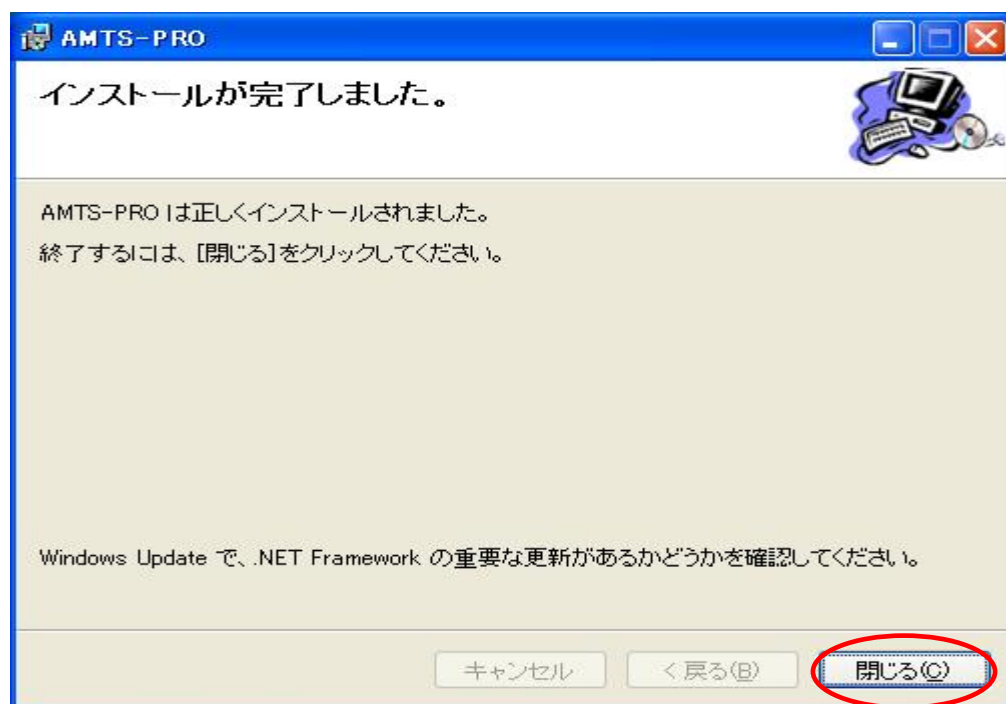 AMTS-PRO
インストールが完了しました。
AMTS-PRO は正しくインストールされました。
終了するには、[閉じる]をクリックしてください。
Windows Update で、.NET Framework の重要な更新があるかどうかを確認してください。
キャンセル
< 戻る(B)
閉じる(C)